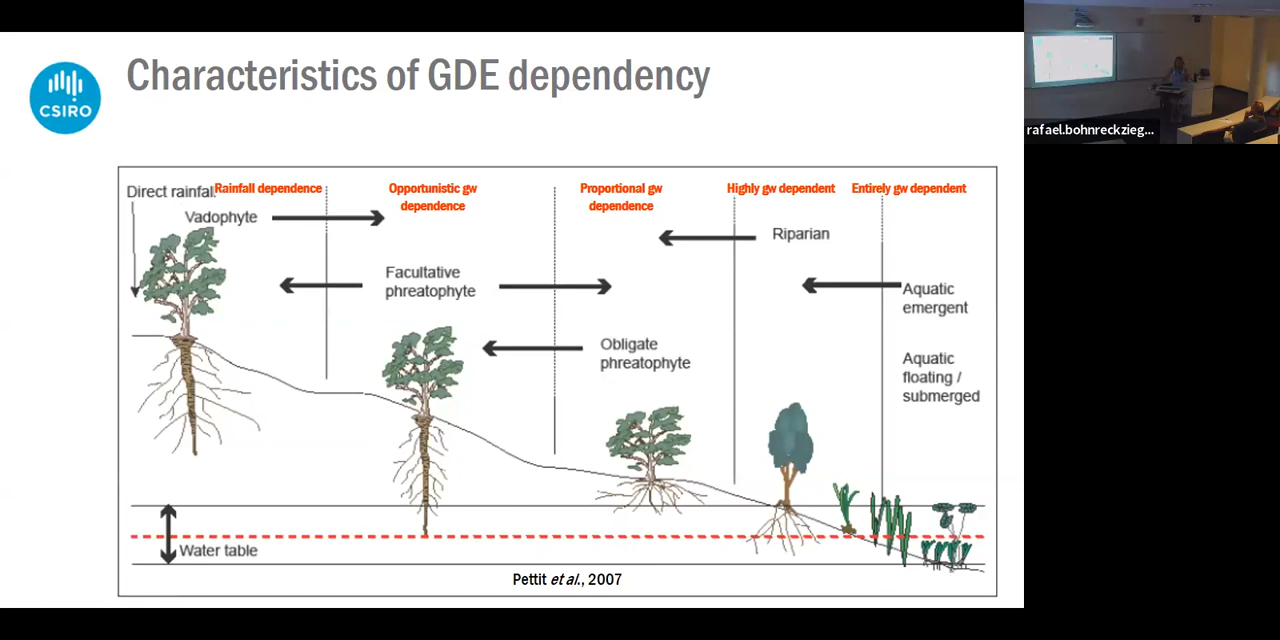 Characteristics of GDE dependency
CSIRO
Direct rainfall
Rainfall dependence
Opportunistic gw
dependence
Proportional gw
dependence
Highly gw dependent
Entirely gw dependent
Vadophyte
Riparian
Facultative
phreatophyte
Aquatic
emergent
Obligate
phreatophyte
Aquatic
floating /
submerged
Water table
Pettit et al., 2007
rafael.bohnreckzieg...